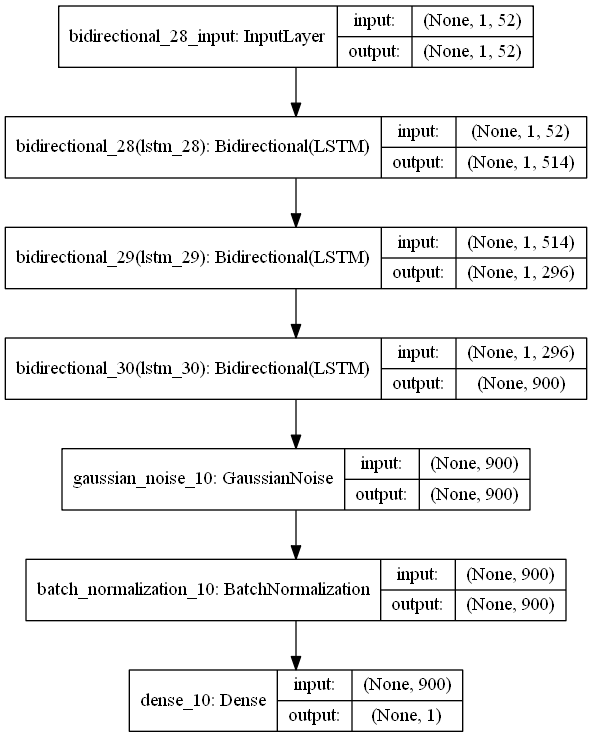 bidirectional_28_input: InputLayer
input: (None, 1, 52)
output: (None, 1, 52)
bidirectional_28(lstm_28): Bidirectional(LSTM)
input: (None, 1, 52)
output: (None, 1, 514)
bidirectional_29(lstm_29): Bidirectional(LSTM)
input: (None, 1, 514)
output: (None, 1, 296)
bidirectional_30(lstm_30): Bidirectional(LSTM)
input: (None, 1, 296)
output: (None, 900)
gaussian_noise_10: GaussianNoise
input: (None, 900)
output: (None, 900)
batch_normalization_10: BatchNormalization
input: (None, 900)
output: (None, 900)
dense_10: Dense
input: (None, 900)
output: (None, 1)